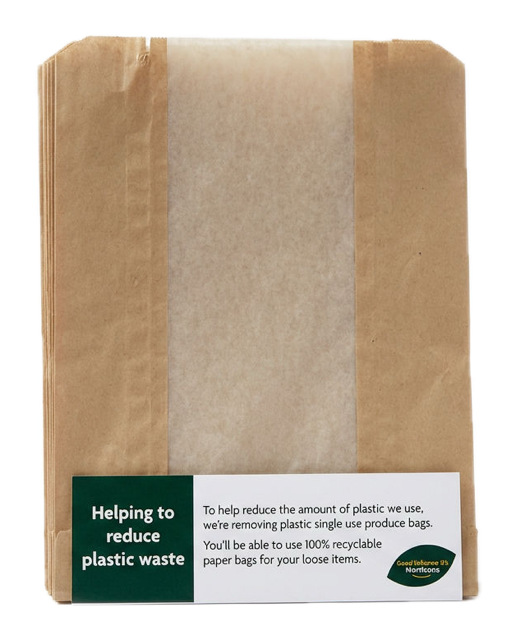 Helping to
reduce
plastic waste
To help reduce the amount of plastic we use,
we're removing plastic single use produce bags.
You'll be able to use 100% recyclable
paper bags for your loose items.
Norricons